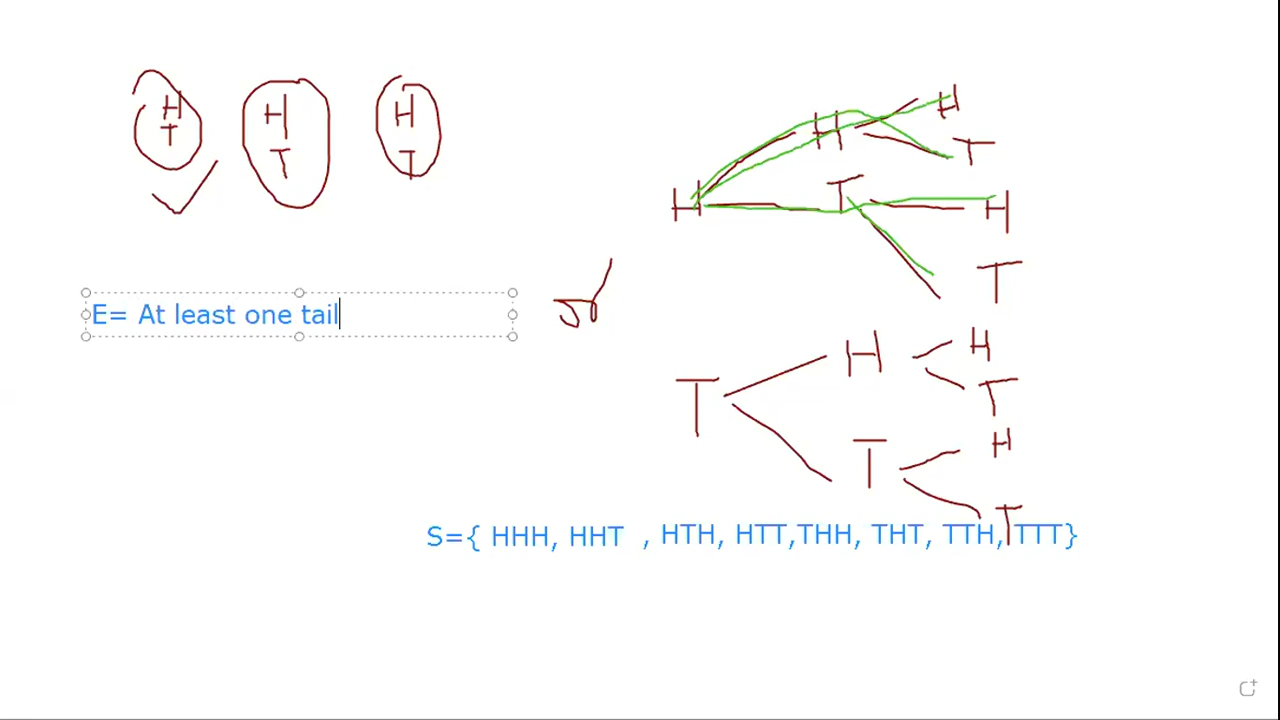 H H H
T T T
E= At least one tail
H
H
H
T
T
H
T
T
H
H
T
T
H
T
S={ HHH, HHT , HTH, HTT,THH, THT, TTH, TTT}